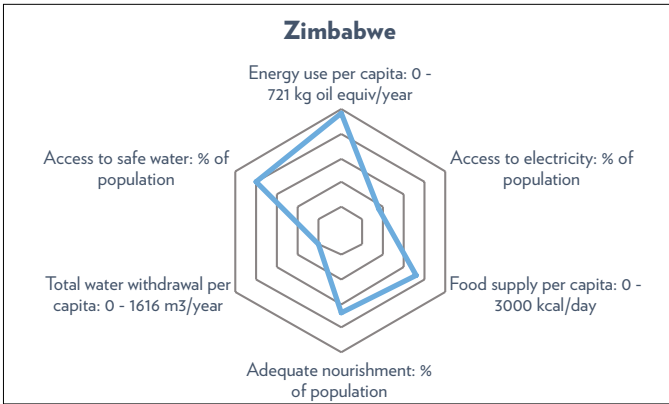 Zimbabwe
Energy use per capita: 0 -
721 kg oil equiv/year
Access to safe water: % of
population
Access to electricity: % of
population
Total water withdrawal per
capita: 0 - 1616 m3/year
Food supply per capita: 0 -
3000 kcal/day
Adequate nourishment: %
of population